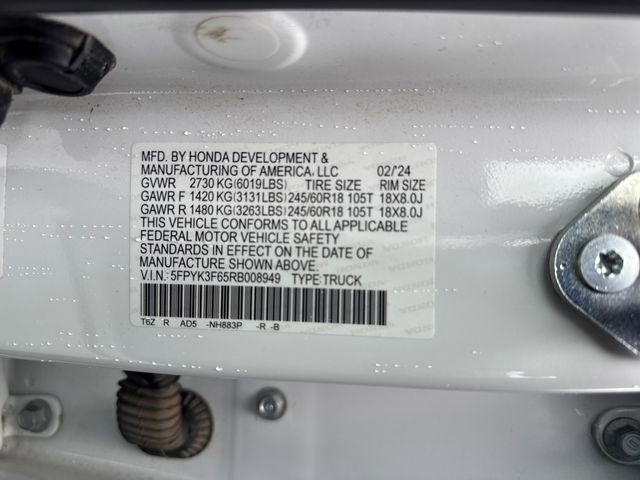 MFD. BY HONDA DEVELOPMENT &
MANUFACTURING OF AMERICA, LLC 02/'24
GVWR 2730 KG(6019LBS) TIRE SIZE RIM SIZE
GAWR F 1420 KG(3131LBS) 245/60R18 105T 18X8.0J
GAWR R 1480 KG(3263LBS) 245/60R18 105T 18X8.0J
THIS VEHICLE CONFORMS TO ALL APPLICABLE
FEDERAL MOTOR VEHICLE SAFETY
STANDARDS IN EFFECT ON THE DATE OF
MANUFACTURE SHOWN ABOVE.
V.I.N.: 5FPYK3F65RB008949 TYPE:TRUCK
T6Z R AD5 -NH883P -R -B